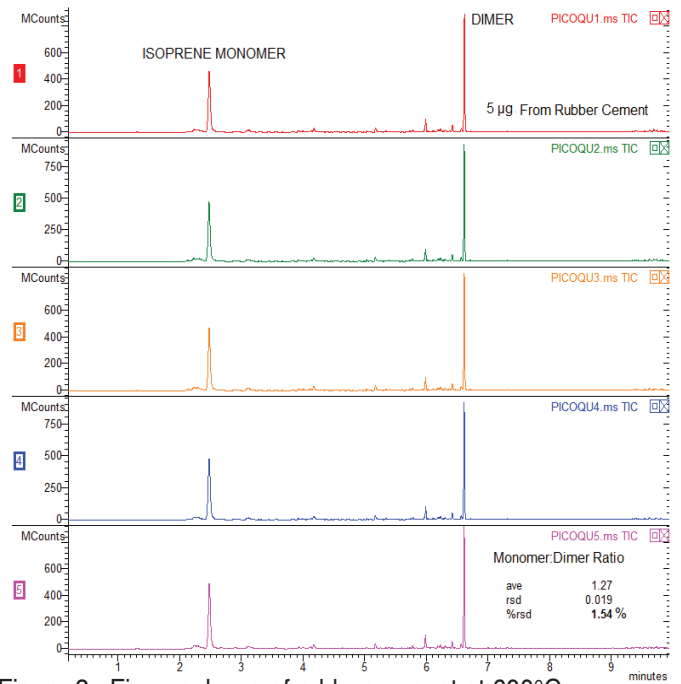 MCounts
ISOPRENE MONOMER
DIMER
PICOQU1.ms TIC
600
400
200
0
1
5 µg From Rubber Cement
MCounts
PICOQU2.ms TIC
750
500
250
0
2
MCounts
PICOQU3.ms TIC
600
400
200
0
3
MCounts
PICOQU4.ms TIC
750
500
250
0
4
MCounts
PICOQU5.ms TIC
600
400
200
0
5
Monomer:Dimer Ratio
ave 1.27
rsd 0.019
%rsd 1.54 %
1 2 3 4 5 6 7 8 9
minutes